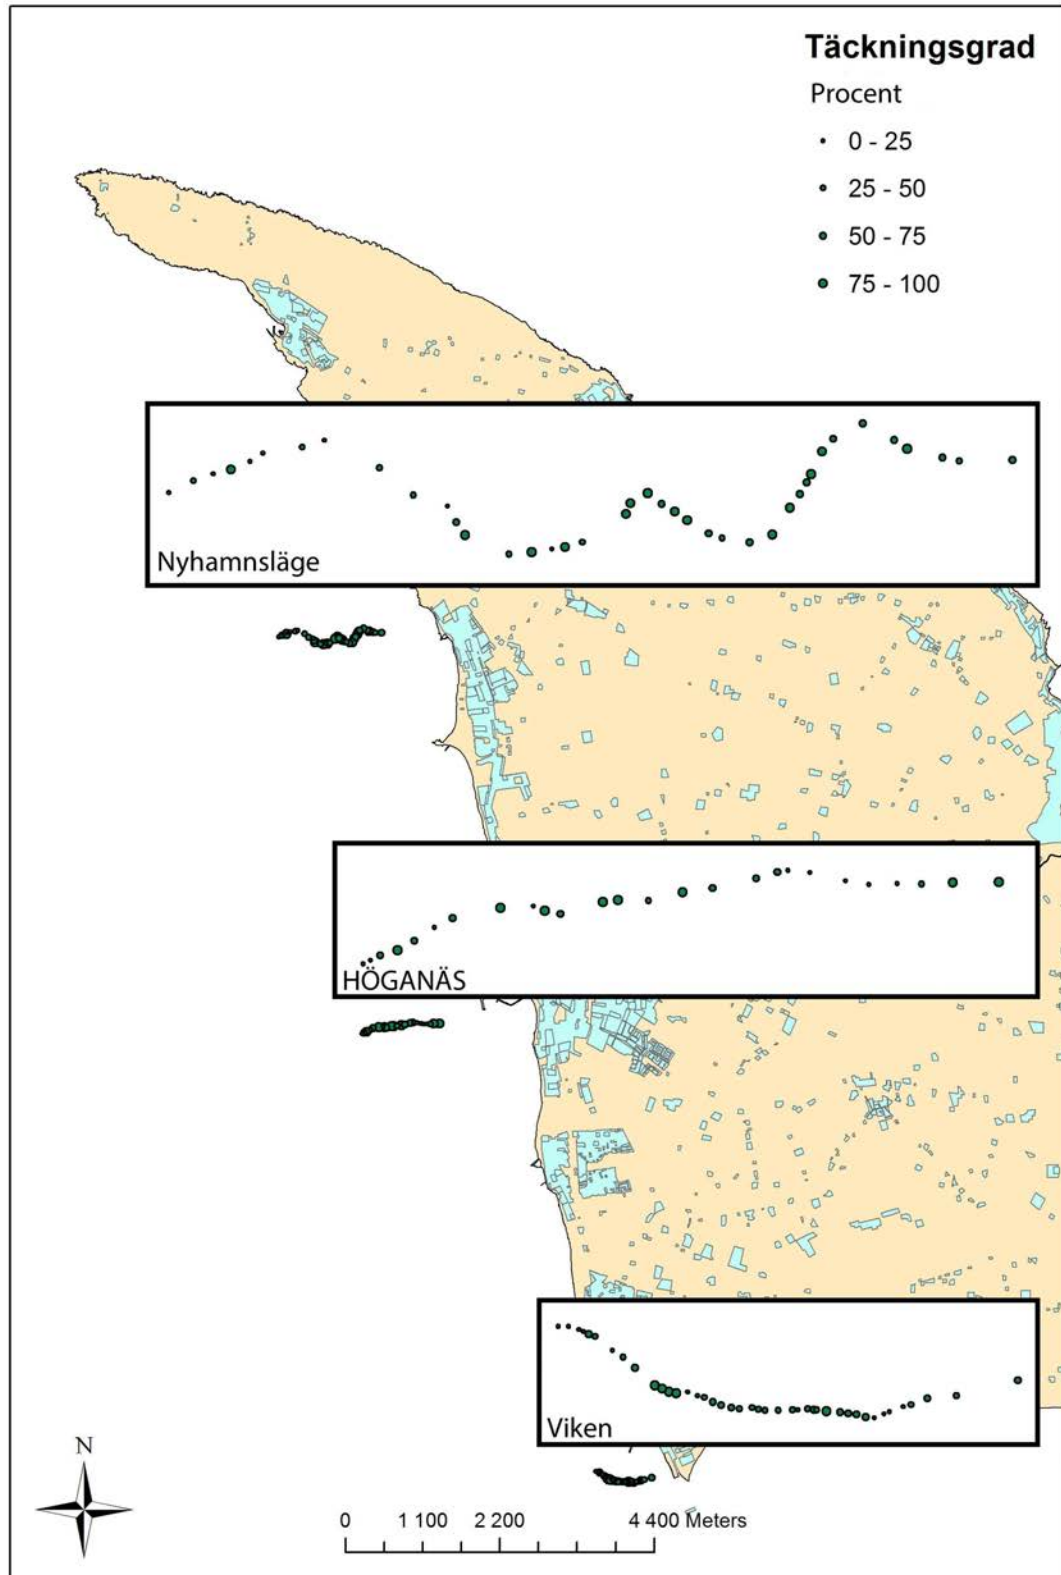 Täckningsgrad
Procent
0 - 25
25 - 50
50 - 75
75 - 100
Nyhamnsläge
HÖGANÄS
Viken
N
0 1 100 2 200 4 400 Meters